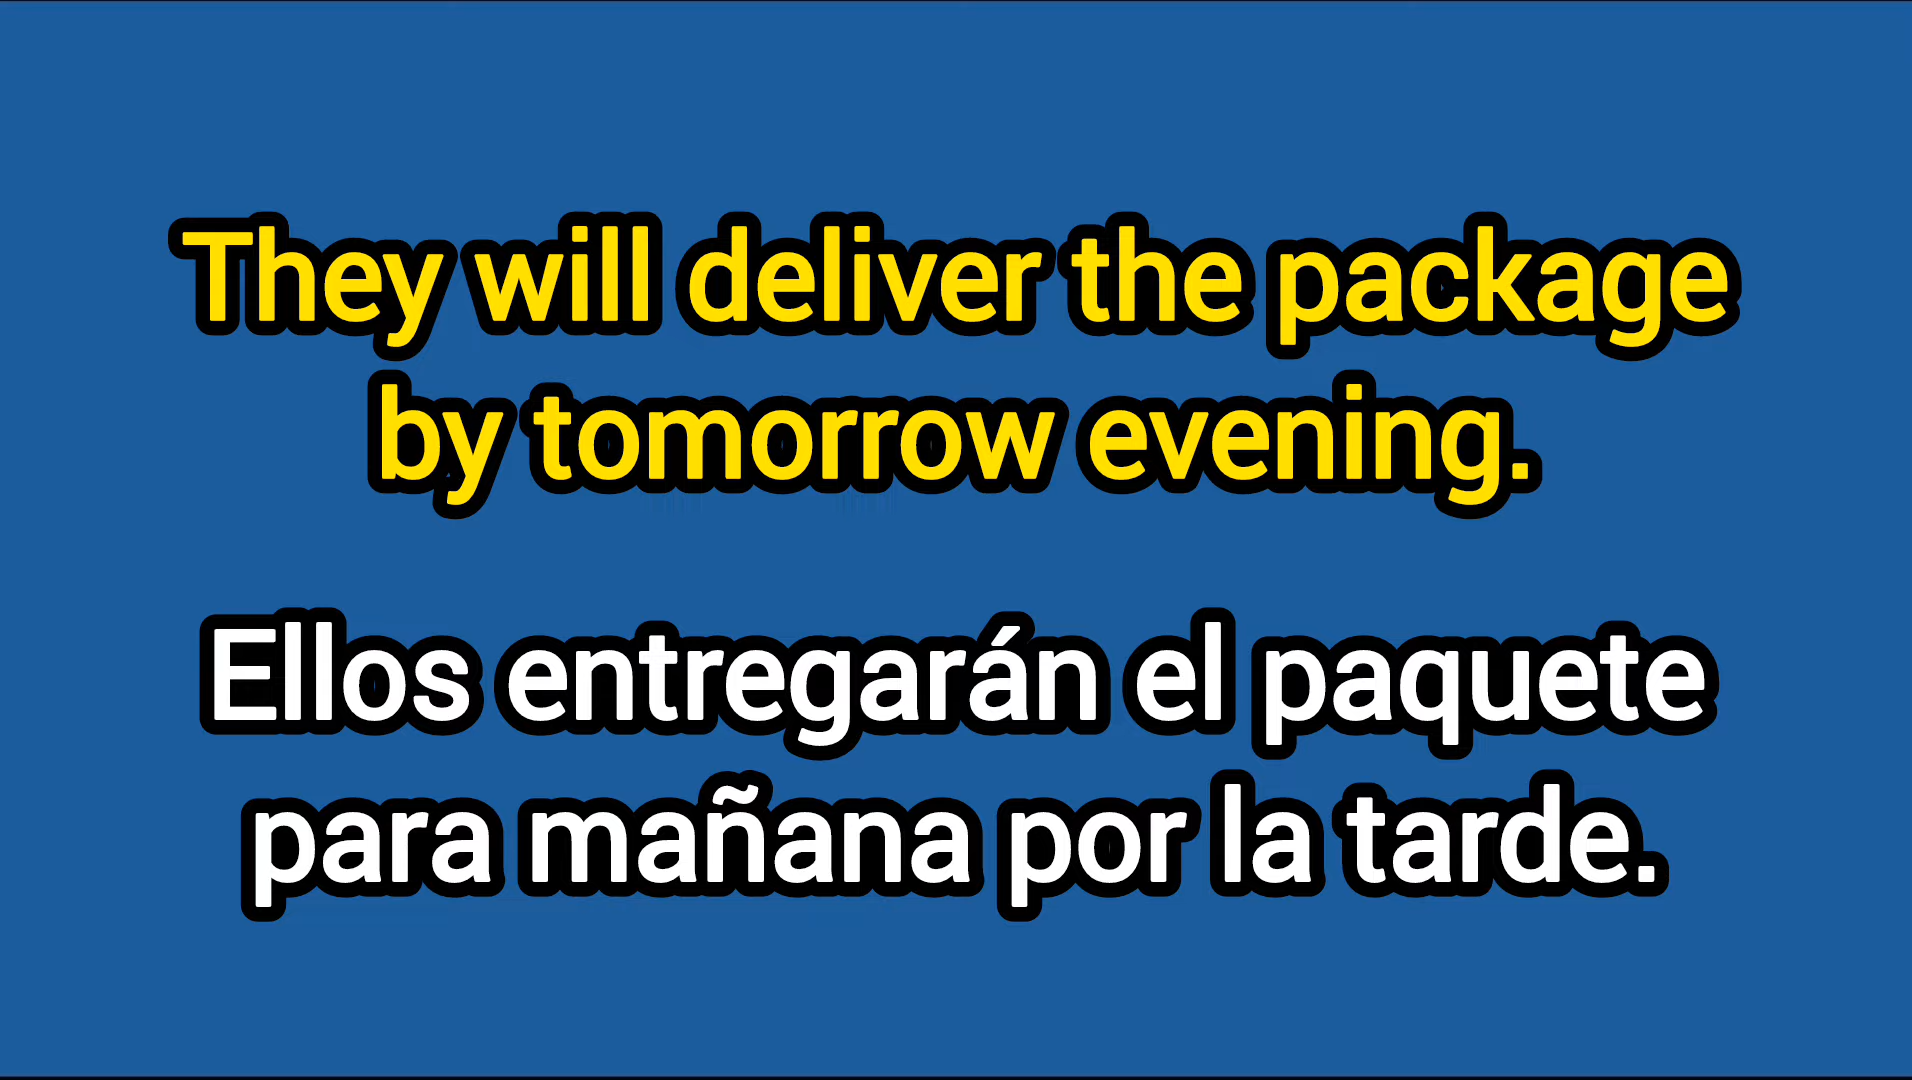 They will deliver the package
by tomorrow evening.
Ellos entregarán el paquete
para mañana por la tarde.